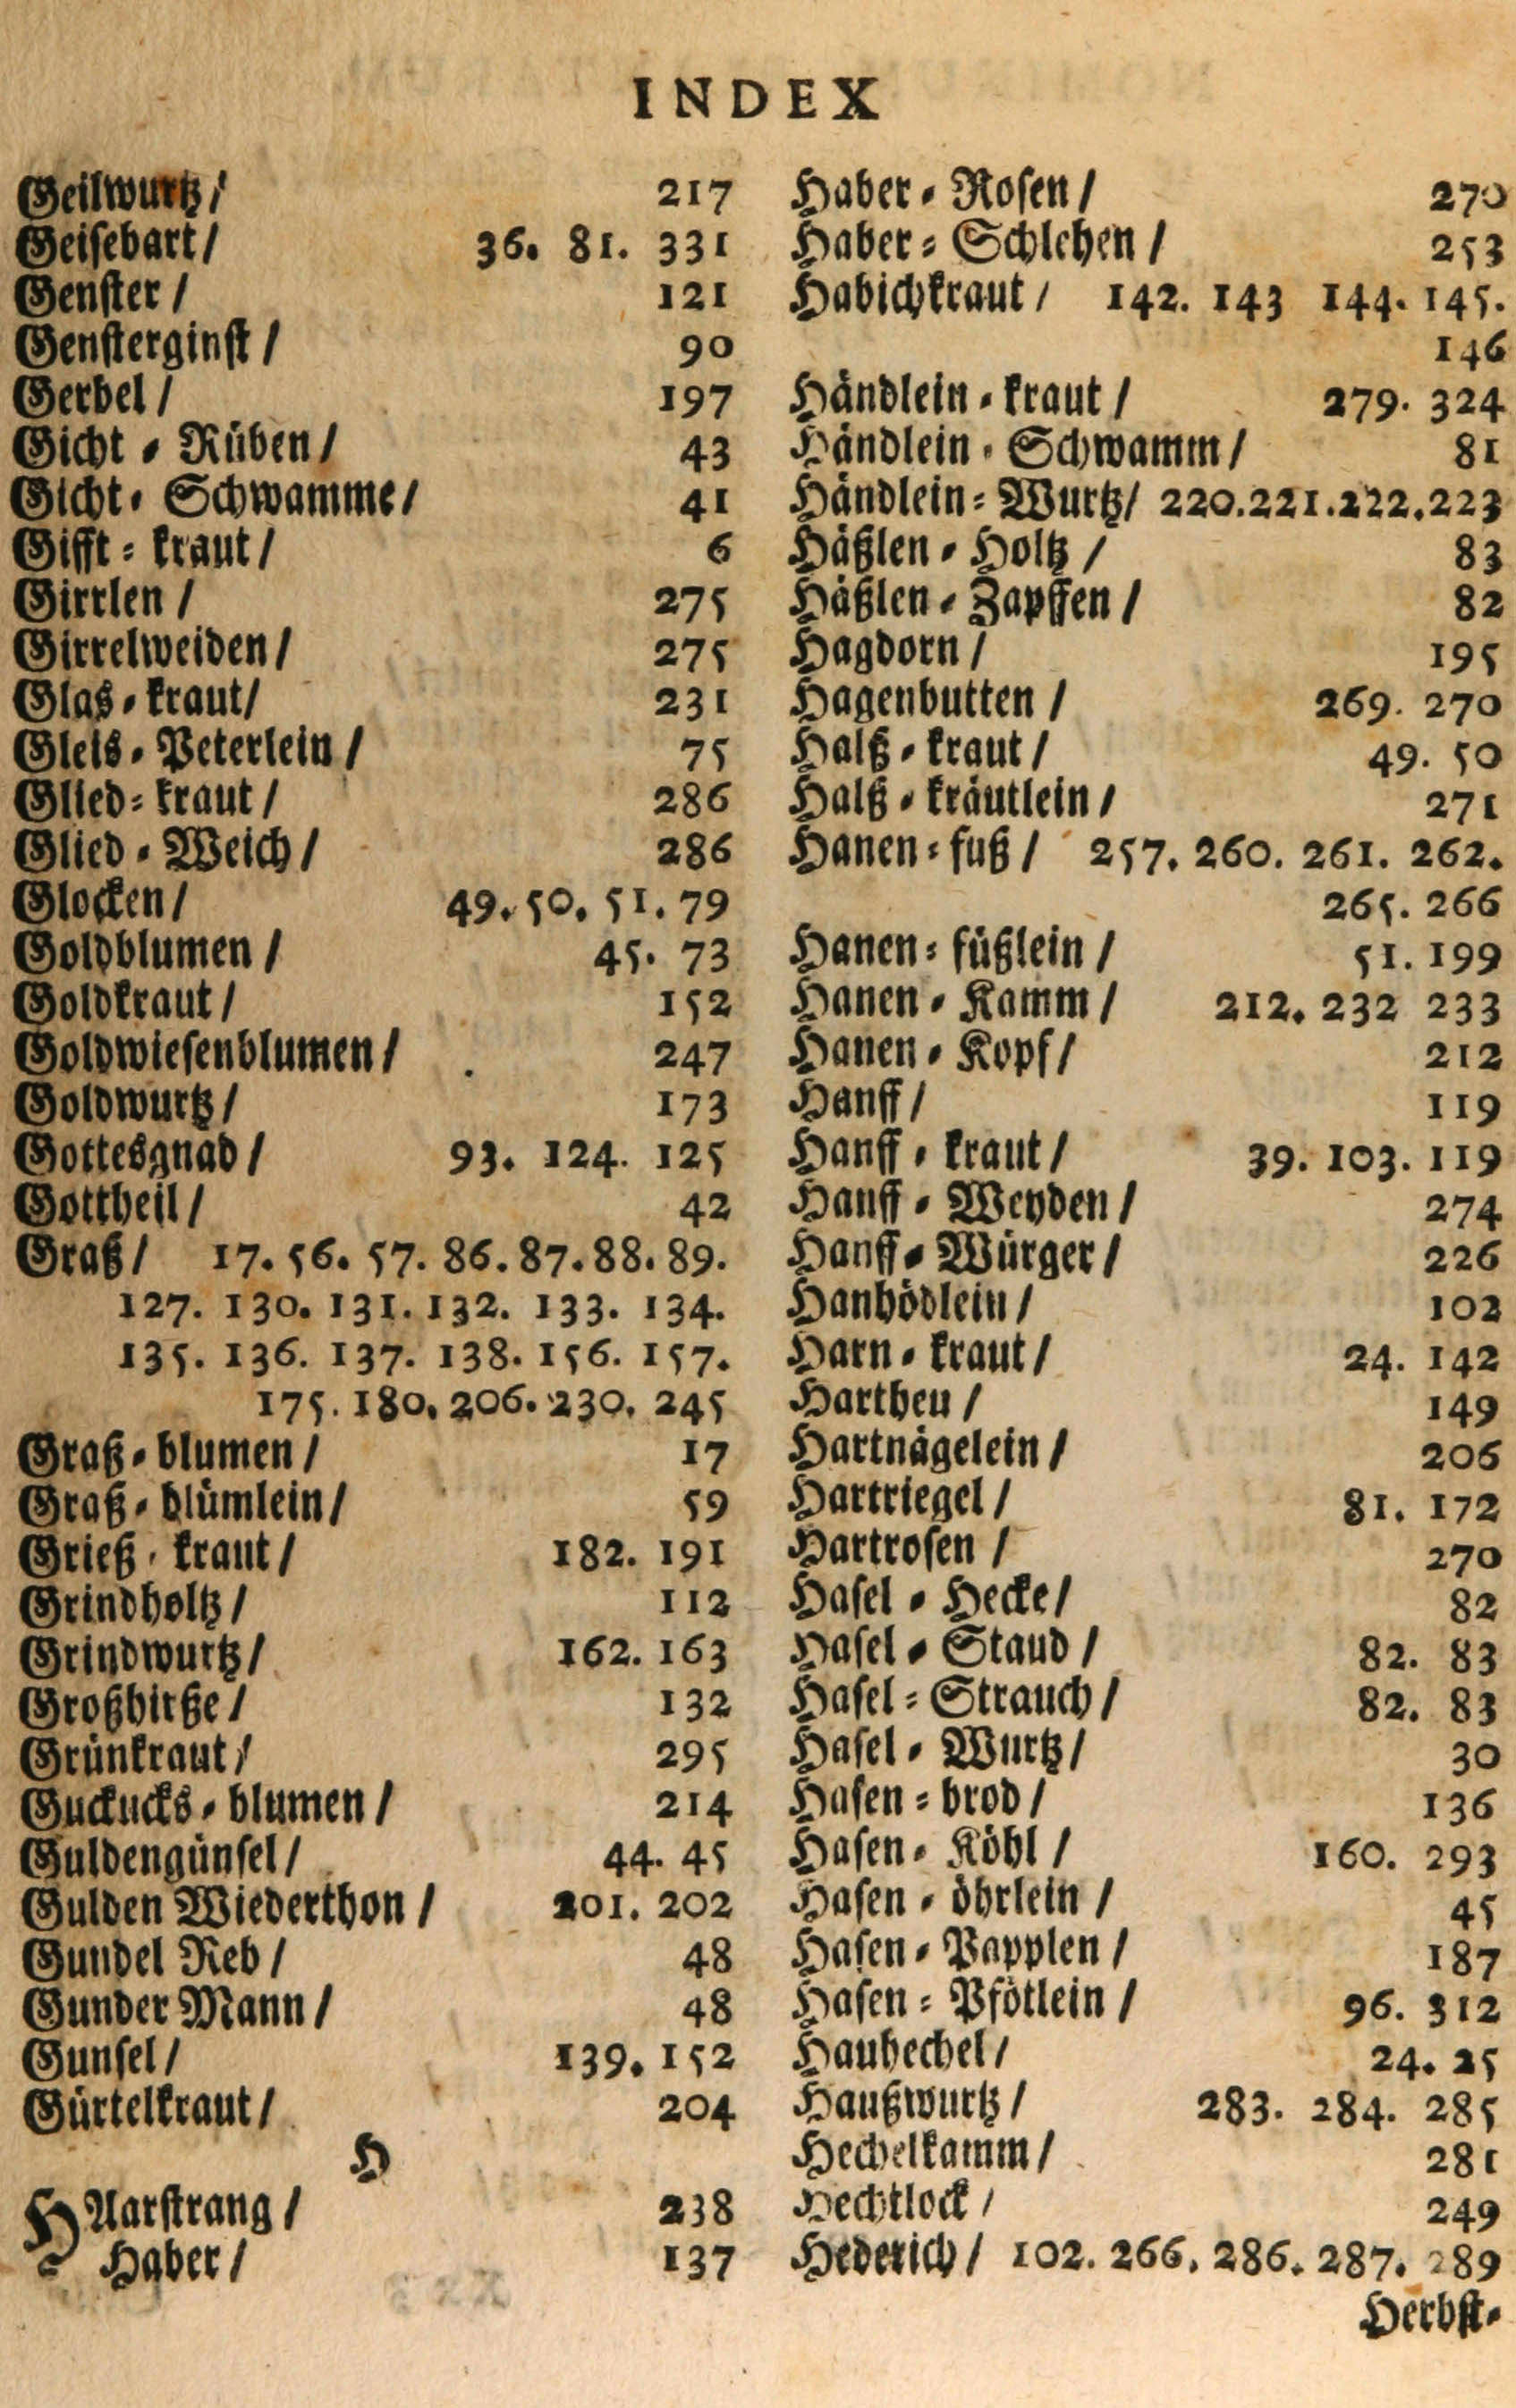 INDEX
Geilwurtz / 217
Geisebart / 36. 81. 331
Genster / 121
Gensterginst / 90
Gerbel / 197
Gicht - Rüben / 43
Gicht - Schwamme / 41
Gifft = kraut / 6
Girrlen / 275
Girrelweiden / 275
Glas - kraut / 231
Gleis - Peterlein / 75
Glied = kraut / 286
Glied - Weich / 286
Glocken / 49. 50. 51. 79
Goldblumen / 45. 73
Goldkraut / 152
Goldwiesenblumen / 247
Goldwurtz / 173
Gottesgnad / 93. 124. 125
Gottheil / 42
Graß / 17. 56. 57. 86. 87. 88. 89.
127. 130. 131. 132. 133. 134.
135. 136. 137. 138. 156. 157.
175. 180. 206. 230. 245
Graß - blumen / 17
Graß - blümlein / 59
Grieß - kraut / 182. 191
Grindholtz / 112
Grindwurtz / 162. 163
Großhirße / 132
Grünkraut / 295
Guckucks - blumen / 214
Guldengünsel / 44. 45
Gulden Wiederthon / 201. 202
Gundel Reb / 48
Gunder Mann / 48
Gunsel / 139. 152
Gürtelkraut / 204
H
HAarstrang / 238
Haber / 137
Haber - Rosen / 270
Haber = Schlehen / 253
Habichkraut / 142. 143 144. 145.
146
Händlein - kraut / 279. 324
Händlein - Schwamm / 81
Händlein = Wurtz / 220. 221. 222. 223
Häßlen - Holtz / 83
Häßlen - Zapffen / 82
Hagdorn / 195
Hagenbutten / 269. 270
Halß - kraut / 49. 50
Halß - kräutlein / 271
Hanen = fuß / 257. 260. 261. 262.
265. 266
Hanen = füßlein / 51. 199
Hanen - Kamm / 212. 232 233
Hanen - Kopf / 212
Hanff / 119
Hanff - kraut / 39. 103. 119
Hanff - Weyden / 274
Hanff - Würger / 226
Hanhödlein / 102
Harn - kraut / 24. 142
Hartheu / 149
Hartnägelein / 206
Hartriegel / 81. 172
Hartrosen / 270
Hasel - Hecke / 82
Hasel - Staud / 82. 83
Hasel = Strauch / 82. 83
Hasel - Wurtz / 30
Hasen = brod / 136
Hasen - Köhl / 160. 293
Hasen - öhrlein / 45
Hasen - Papplen / 187
Hasen = Pfötlein / 96. 312
Hauhechel / 24. 25
Haußwurtz / 283. 284. 285
Hechelkamm / 281
Hechtlock / 249
Hederich / 102. 266. 286. 287. 289
Herbst-